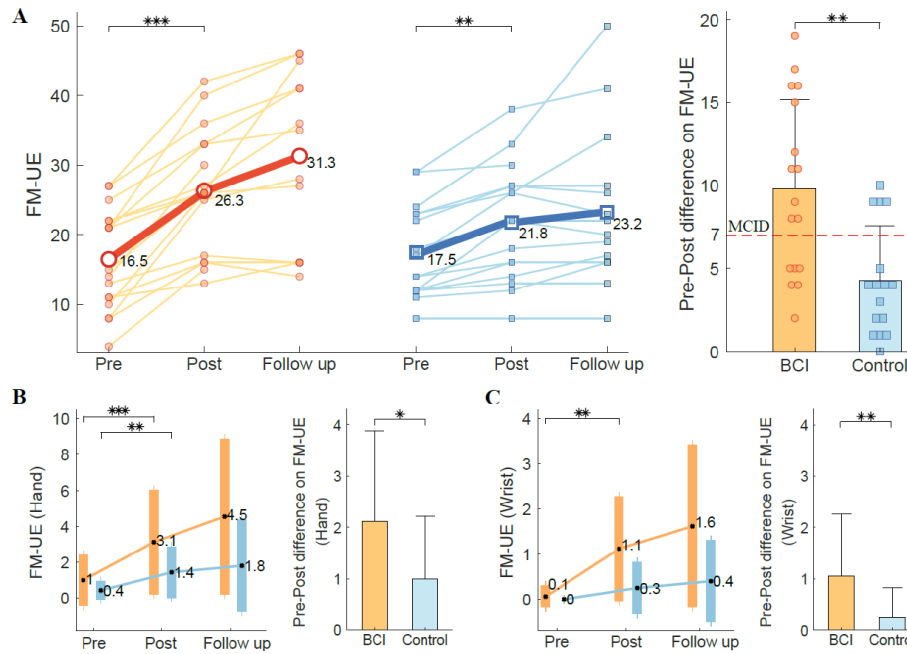 A
FM-UE
50
40
30
20
10
***
16.5
26.3
31.3
Pre
Post
Follow up
**
17.5
21.8
23.2
Pre
Post
Follow up
Pre-Post difference on FM-UE
20
15
10
7
5
0
MCID
**
BCI
Control
B
FM-UE (Hand)
10
8
6
4
2
0
***
**
1
3.1
4.5
0.4
1.4
1.8
Pre
Post
Follow up
Pre-Post difference on FM-UE
(Hand)
4
3
2
1
0
*
BCI
Control
C
FM-UE (Wrist)
4
3
2
1
0
**
0.1
1.1
1.6
0
0.3
0.4
Pre
Post
Follow up
Pre-Post difference on FM-UE
(Wrist)
4
3
2
1
0
**
BCI
Control